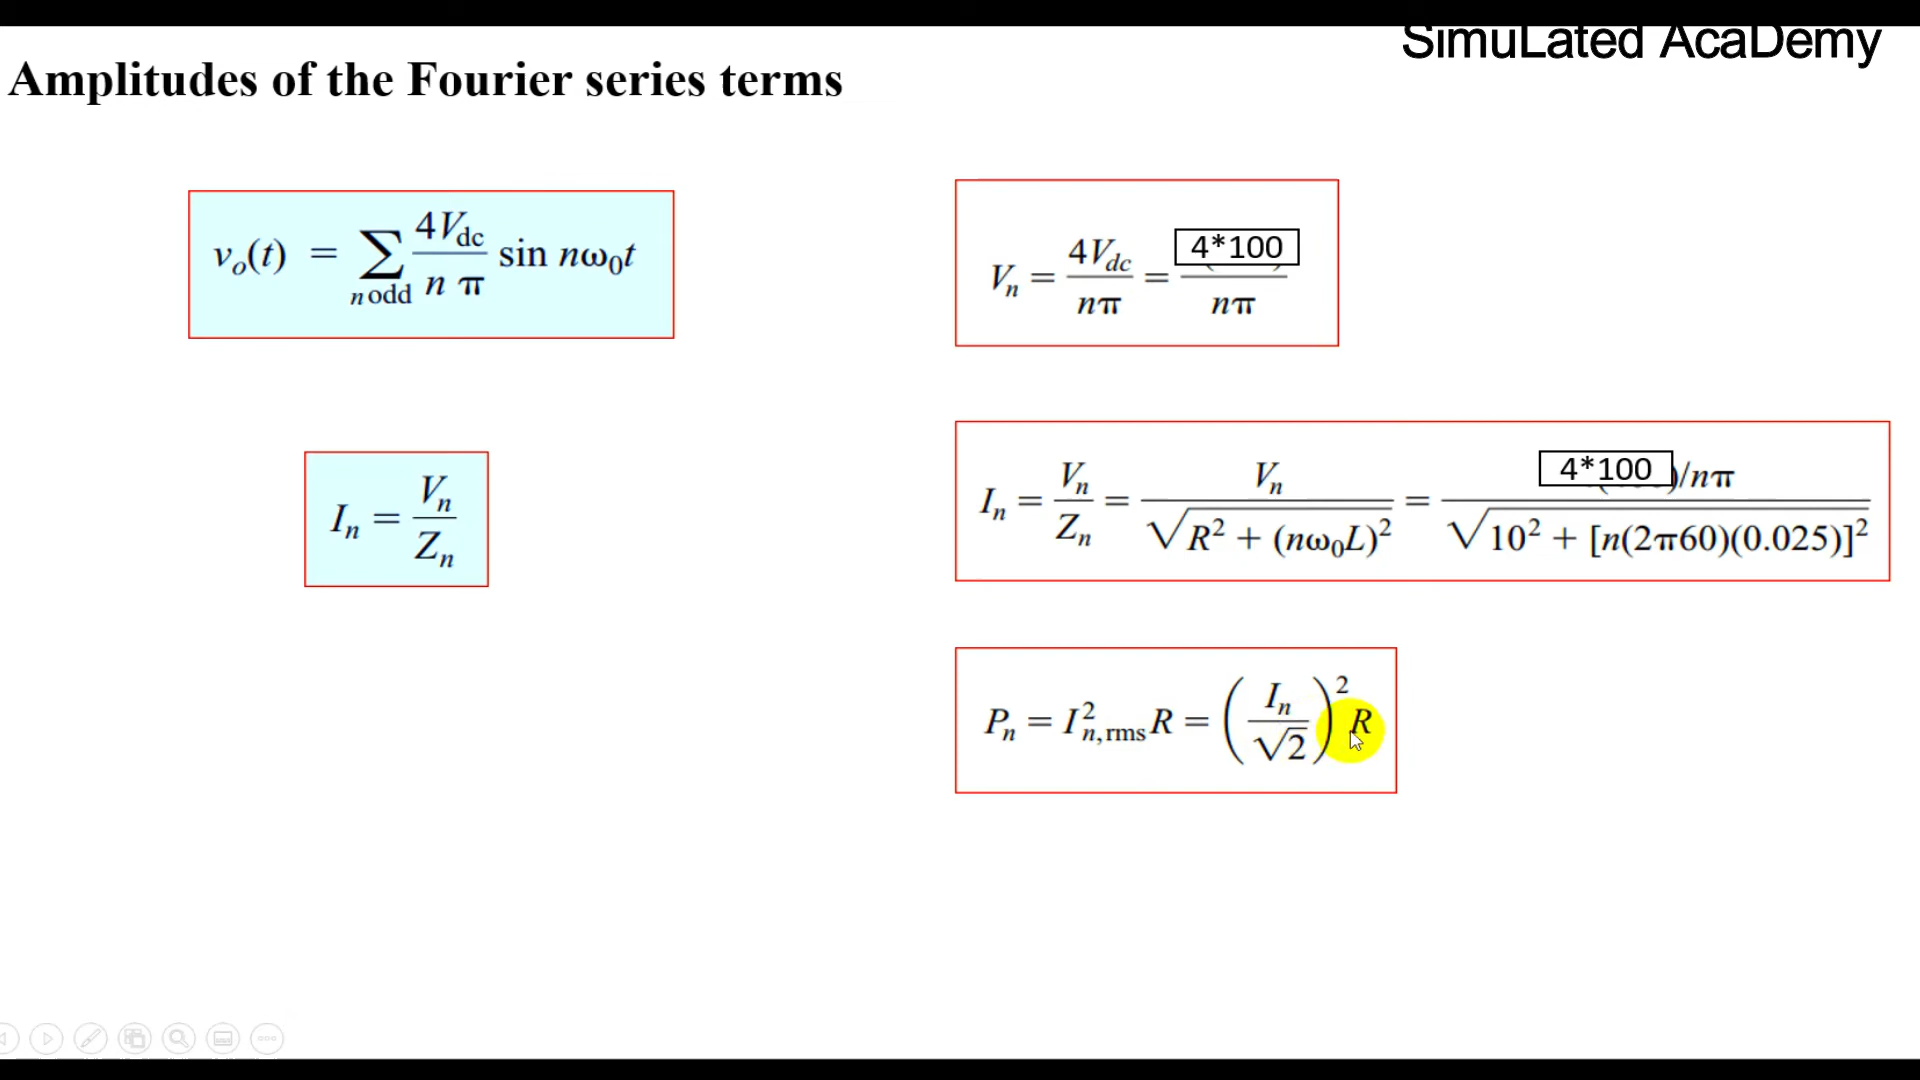 SimuLated AcaDemy
Amplitudes of the Fourier series terms
v_o(t) = ∑_{n odd} 4V_dc / n π sin nω_0t
V_n = 4V_dc / nπ = 4*100 / nπ
I_n = V_n / Z_n
I_n = V_n / Z_n = V_n / √R² + (nω_0L)² = 4*100 )/nπ / √10² + [n(2π60)(0.025)]²
P_n = I²_{n,rms} R = (I_n / √2)² R